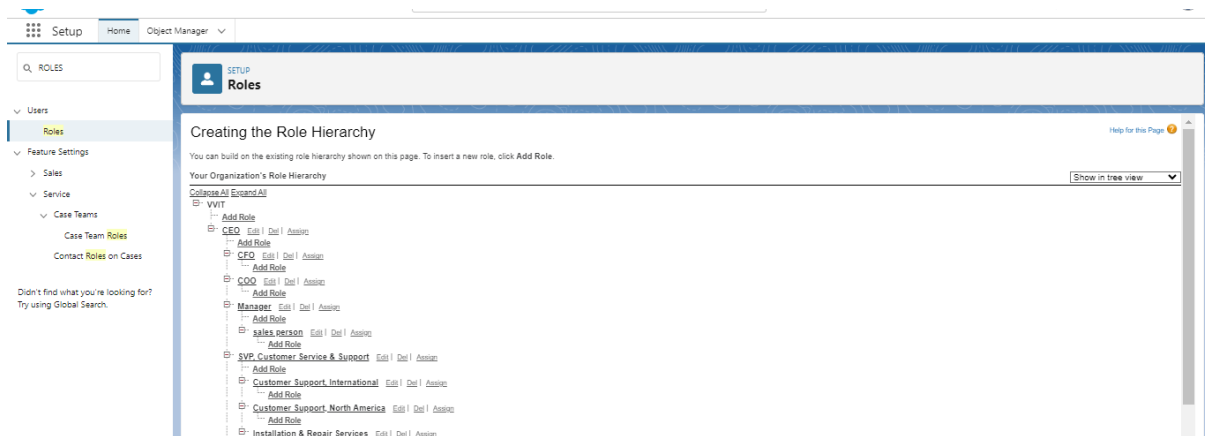 Setup Home Object Manager
ROLES
SETUP
Roles
Users
Roles
Feature Settings
Sales
Service
Case Teams
Case Team Roles
Contact Roles on Cases
Didn't find what you're looking for?
Try using Global Search.
Creating the Role Hierarchy
Help for this Page
You can build on the existing role hierarchy shown on this page. To insert a new role, click Add Role.
Your Organization's Role Hierarchy
Show in tree view
Collapse All Expand All
VVIT
Add Role
CEO Edit | Del | Assign
Add Role
CFO Edit | Del | Assign
Add Role
COO Edit | Del | Assign
Add Role
Manager Edit | Del | Assign
Add Role
sales person Edit | Del | Assign
Add Role
SVP, Customer Service & Support Edit | Del | Assign
Add Role
Customer Support, International Edit | Del | Assign
Add Role
Customer Support, North America Edit | Del | Assign
Add Role
Installation & Repair Services Edit | Del | Assign